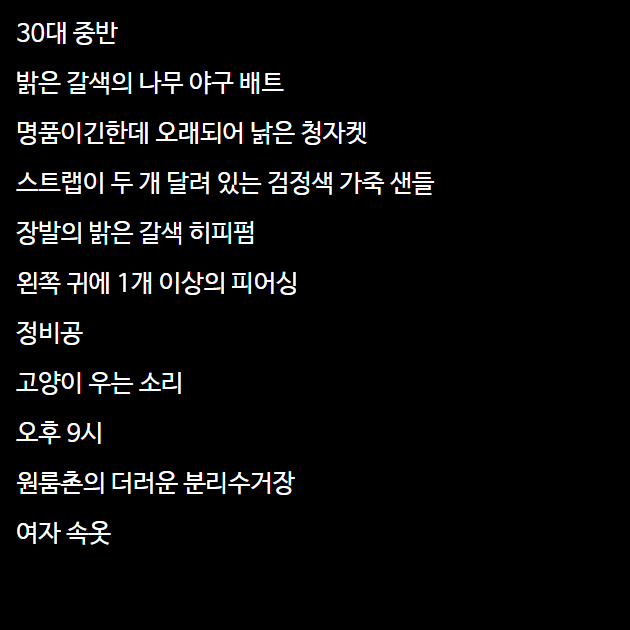 30대 중반
밝은 갈색의 나무 야구 배트
명품이긴한데 오래되어 낡은 청자켓
스트랩이 두 개 달려 있는 검정색 가죽 샌들
장발의 밝은 갈색 히피펌
왼쪽 귀에 1개 이상의 피어싱
정비공
고양이 우는 소리
오후 9시
원룸촌의 더러운 분리수거장
여자 속옷